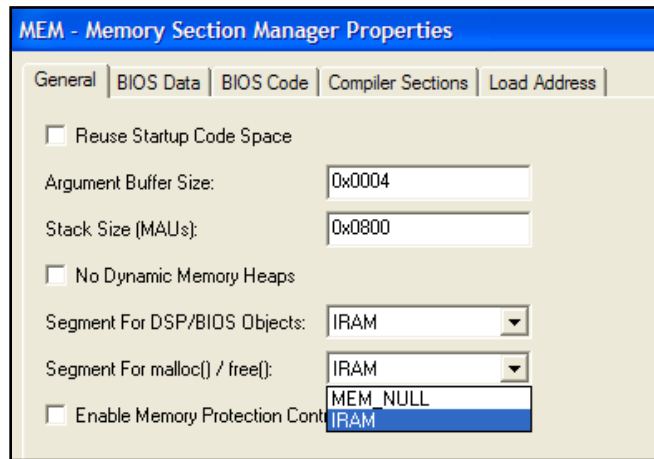 MEM - Memory Section Manager Properties
General BIOS Data BIOS Code Compiler Sections Load Address
Reuse Startup Code Space
Argument Buffer Size: 0x0004
Stack Size (MAUs): 0x0800
No Dynamic Memory Heaps
Segment For DSP/BIOS Objects: IRAM
Segment For malloc() / free(): IRAM
MEM_NULL
Enable Memory Protection Cont IRAM